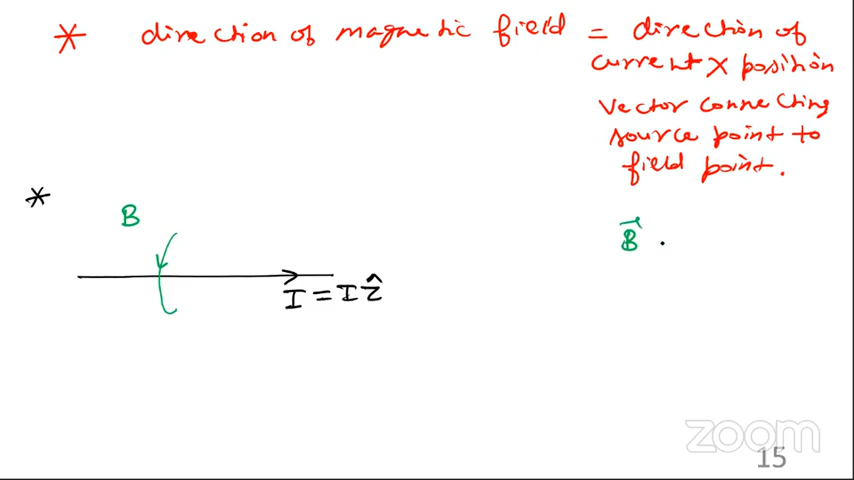 * direction of magnetic field = direction of
current × position
vector connecting
source point to
field point.
*
B
B⃗ .
I = I ẑ
zoom
15